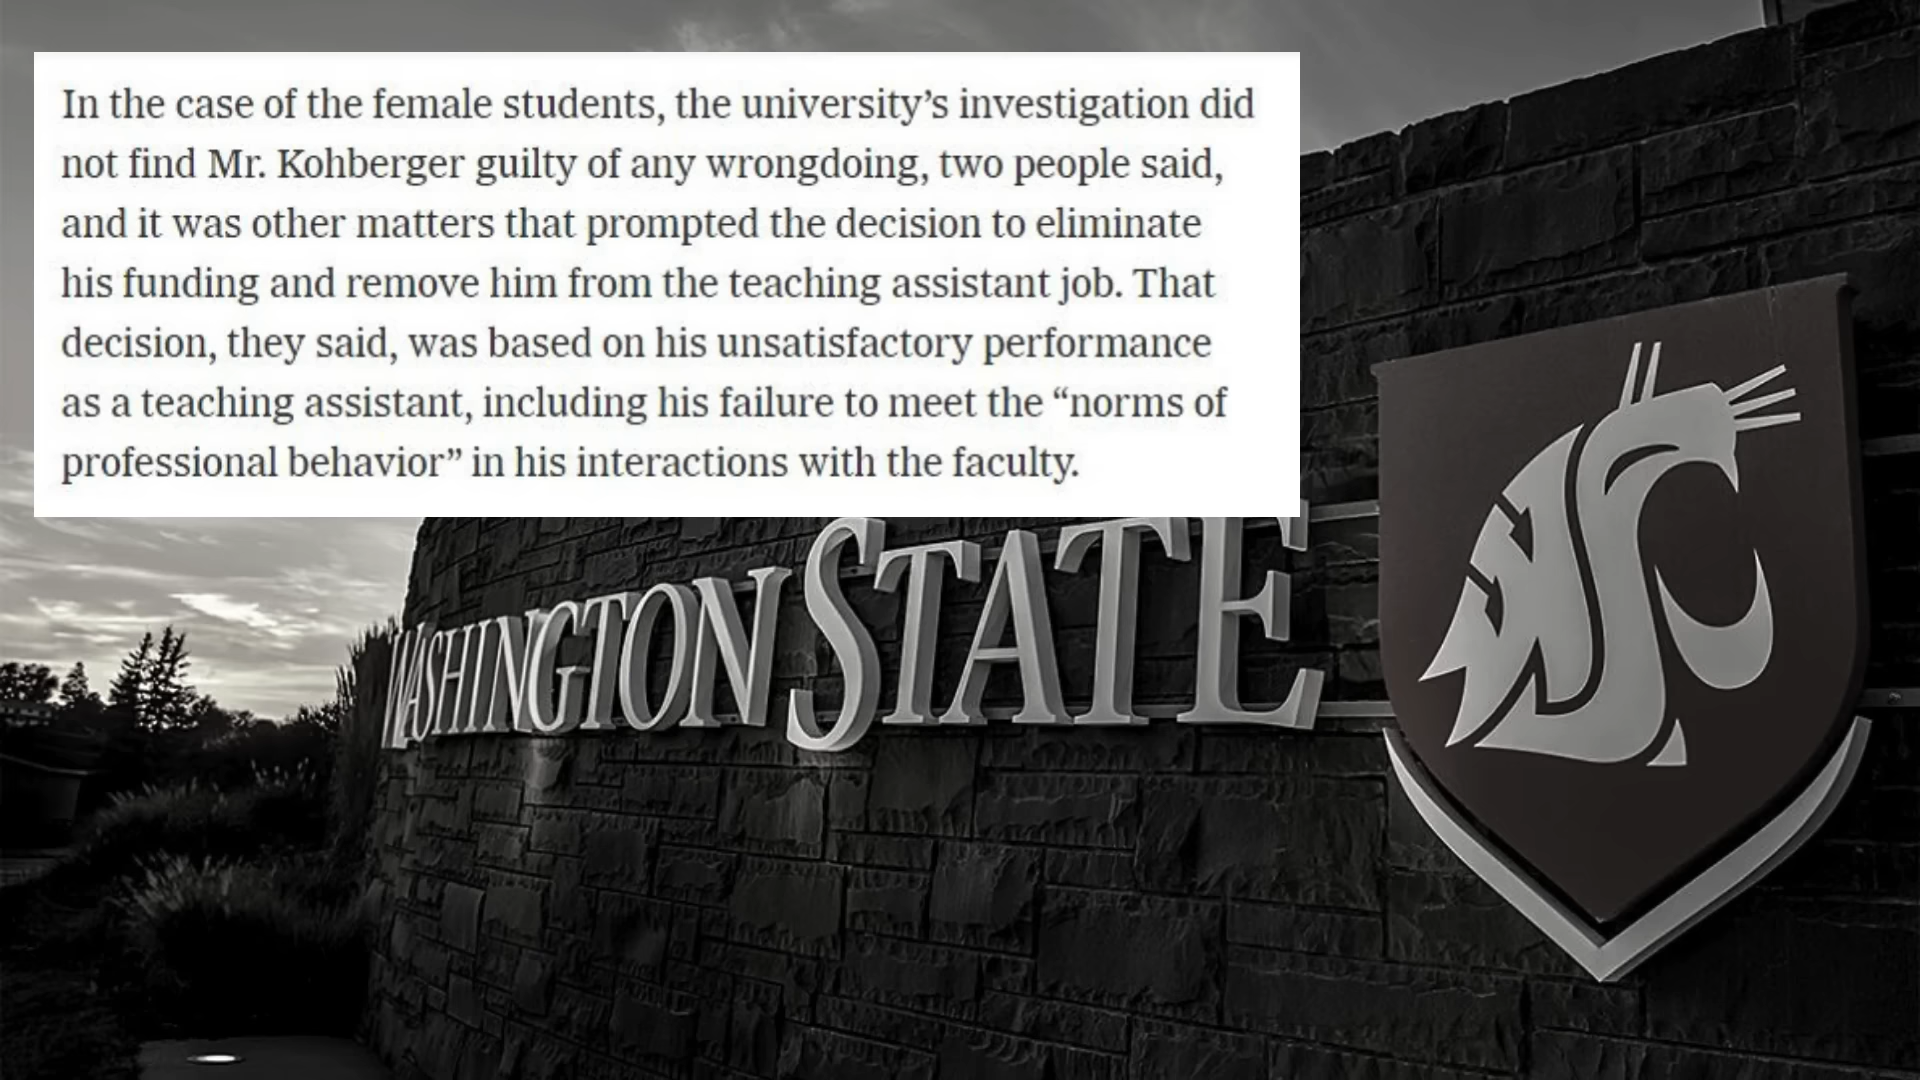 In the case of the female students, the university’s investigation did
not find Mr. Kohberger guilty of any wrongdoing, two people said,
and it was other matters that prompted the decision to eliminate
his funding and remove him from the teaching assistant job. That
decision, they said, was based on his unsatisfactory performance
as a teaching assistant, including his failure to meet the “norms of
professional behavior” in his interactions with the faculty.
WASHINGTON STATE